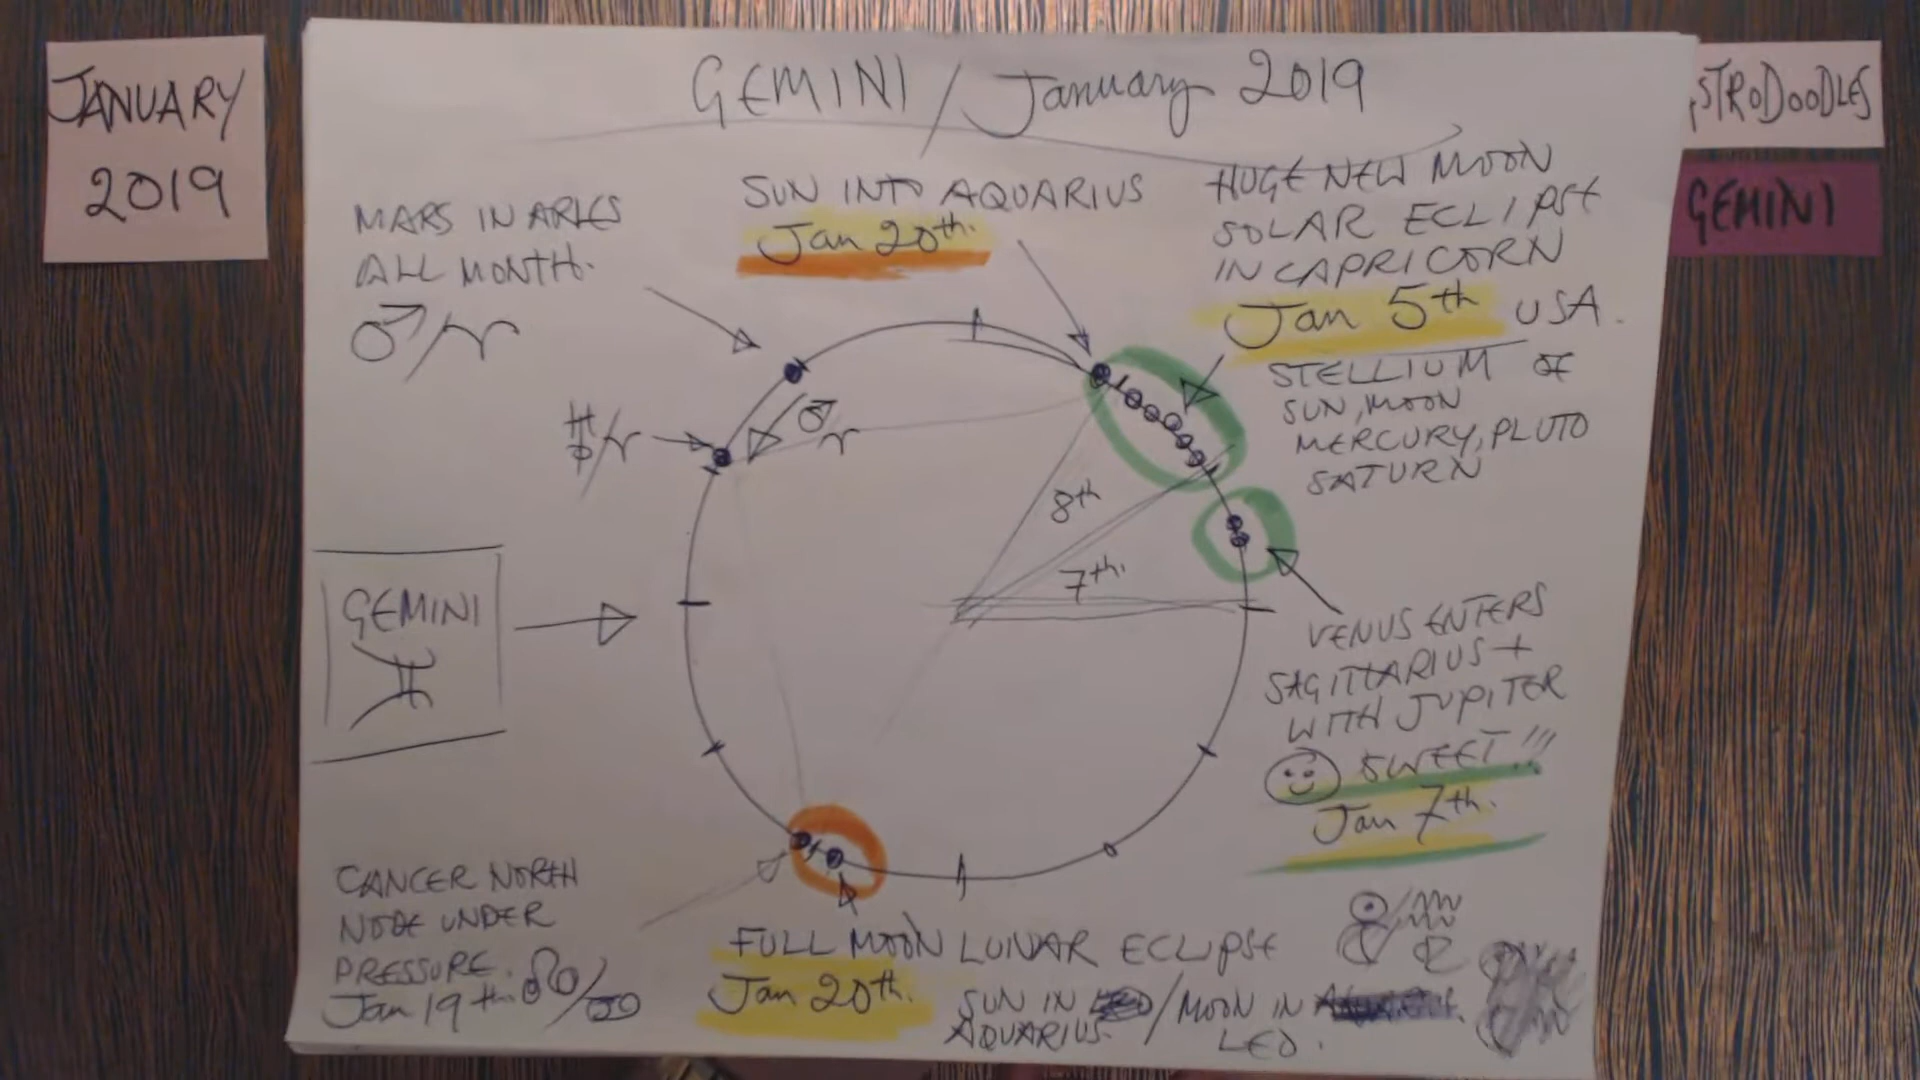 JANUARY
2019
GEMINI / January 2019
STRODOODLES
GEMINI
MARS IN ARIES
ALL MONTH.
♂/♈
SUN INTO AQUARIUS
Jan 20th.
HUGE NEW MOON
SOLAR ECLIPSE
IN CAPRICORN
Jan 5th USA.
STELLIUM OF
SUN, MOON
MERCURY, PLUTO
SATURN
♂/♈
♅/♈
8th
7th.
GEMINI
♊
VENUS ENTERS
SAGITTARIUS +
WITH JUPITER
SWEET!!!
Jan 7th.
CANCER NORTH
NODE UNDER
PRESSURE.
Jan 19th. ☊/♋
FULL MOON LUNAR ECLIPSE
Jan 20th.
SUN IN / MOON IN
AQUARIUS. LEO.